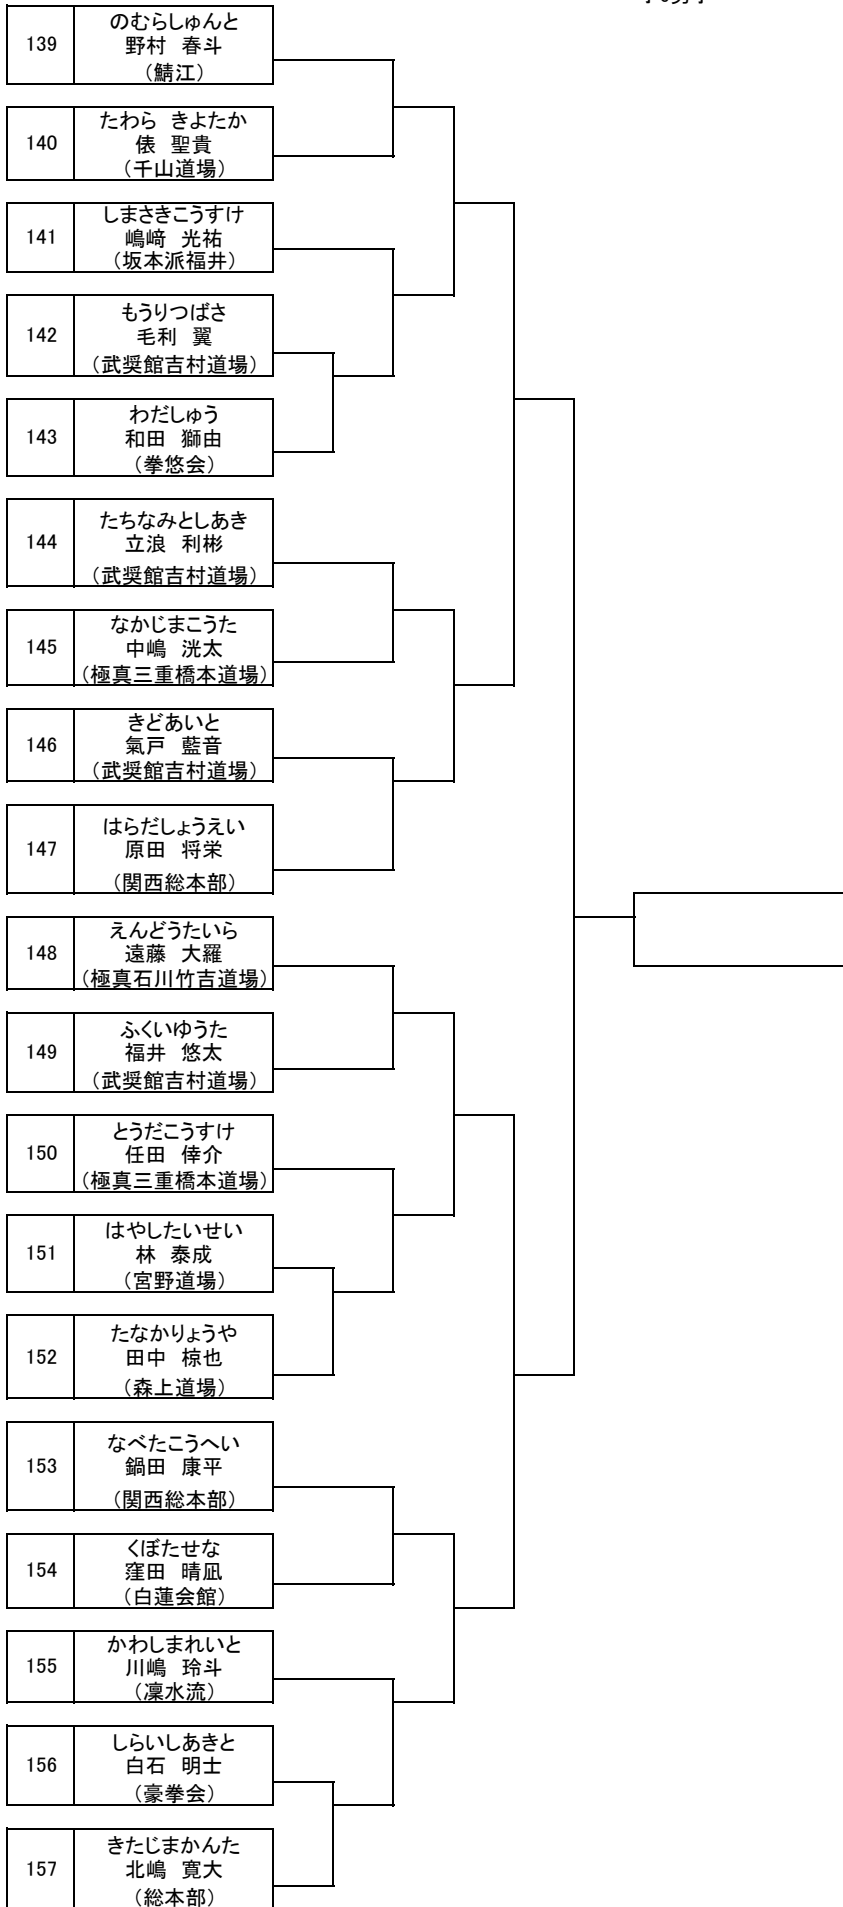 139
のむらしゅんと
野村 春斗
（鯖江）
140
たわら きよたか
俵 聖貴
（千山道場）
141
しまさきこうすけ
嶋﨑 光祐
（坂本派福井）
142
もうりつばさ
毛利 翼
（武奨館吉村道場）
143
わだしゅう
和田 獅由
（拳悠会）
144
たちなみとしあき
立浪 利彬
（武奨館吉村道場）
145
なかじまこうた
中嶋 洸太
（極真三重橋本道場）
146
きどあいと
氣戸 藍音
（武奨館吉村道場）
147
はらだしょうえい
原田 将栄
（関西総本部）
148
えんどうたいら
遠藤 大羅
（極真石川竹吉道場）
149
ふくいゆうた
福井 悠太
（武奨館吉村道場）
150
とうだこうすけ
任田 倖介
（極真三重橋本道場）
151
はやしたいせい
林 泰成
（宮野道場）
152
たなかりょうや
田中 椋也
（森上道場）
153
なべたこうへい
鍋田 康平
（関西総本部）
154
くぼたせな
窪田 晴凪
（白蓮会館）
155
かわしまれいと
川嶋 玲斗
（凜水流）
156
しらいしあきと
白石 明士
（豪拳会）
157
きたじまかんた
北嶋 寛大
（総本部）